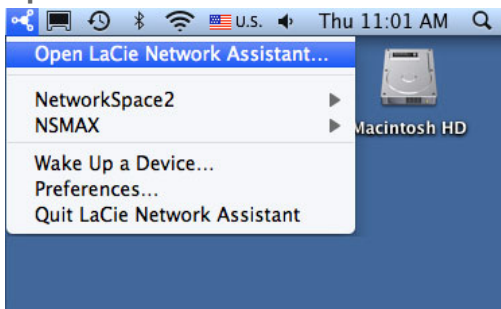 U.S. Thu 11:01 AM
Open LaCie Network Assistant...
NetworkSpace2
NSMAX
Macintosh HD
Wake Up a Device...
Preferences...
Quit LaCie Network Assistant